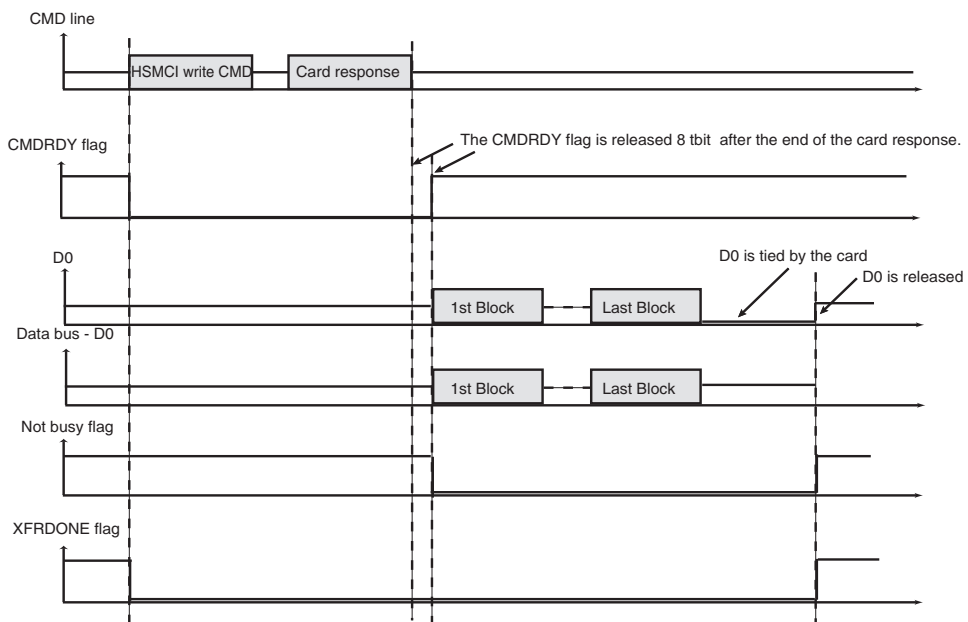 CMD line
HSMCI write CMD
Card response
The CMDRDY flag is released 8 tbit after the end of the card response.
CMDRDY flag
D0 is tied by the card
D0
D0 is released
1st Block
Last Block
Data bus - D0
1st Block
Last Block
Not busy flag
XFRDONE flag